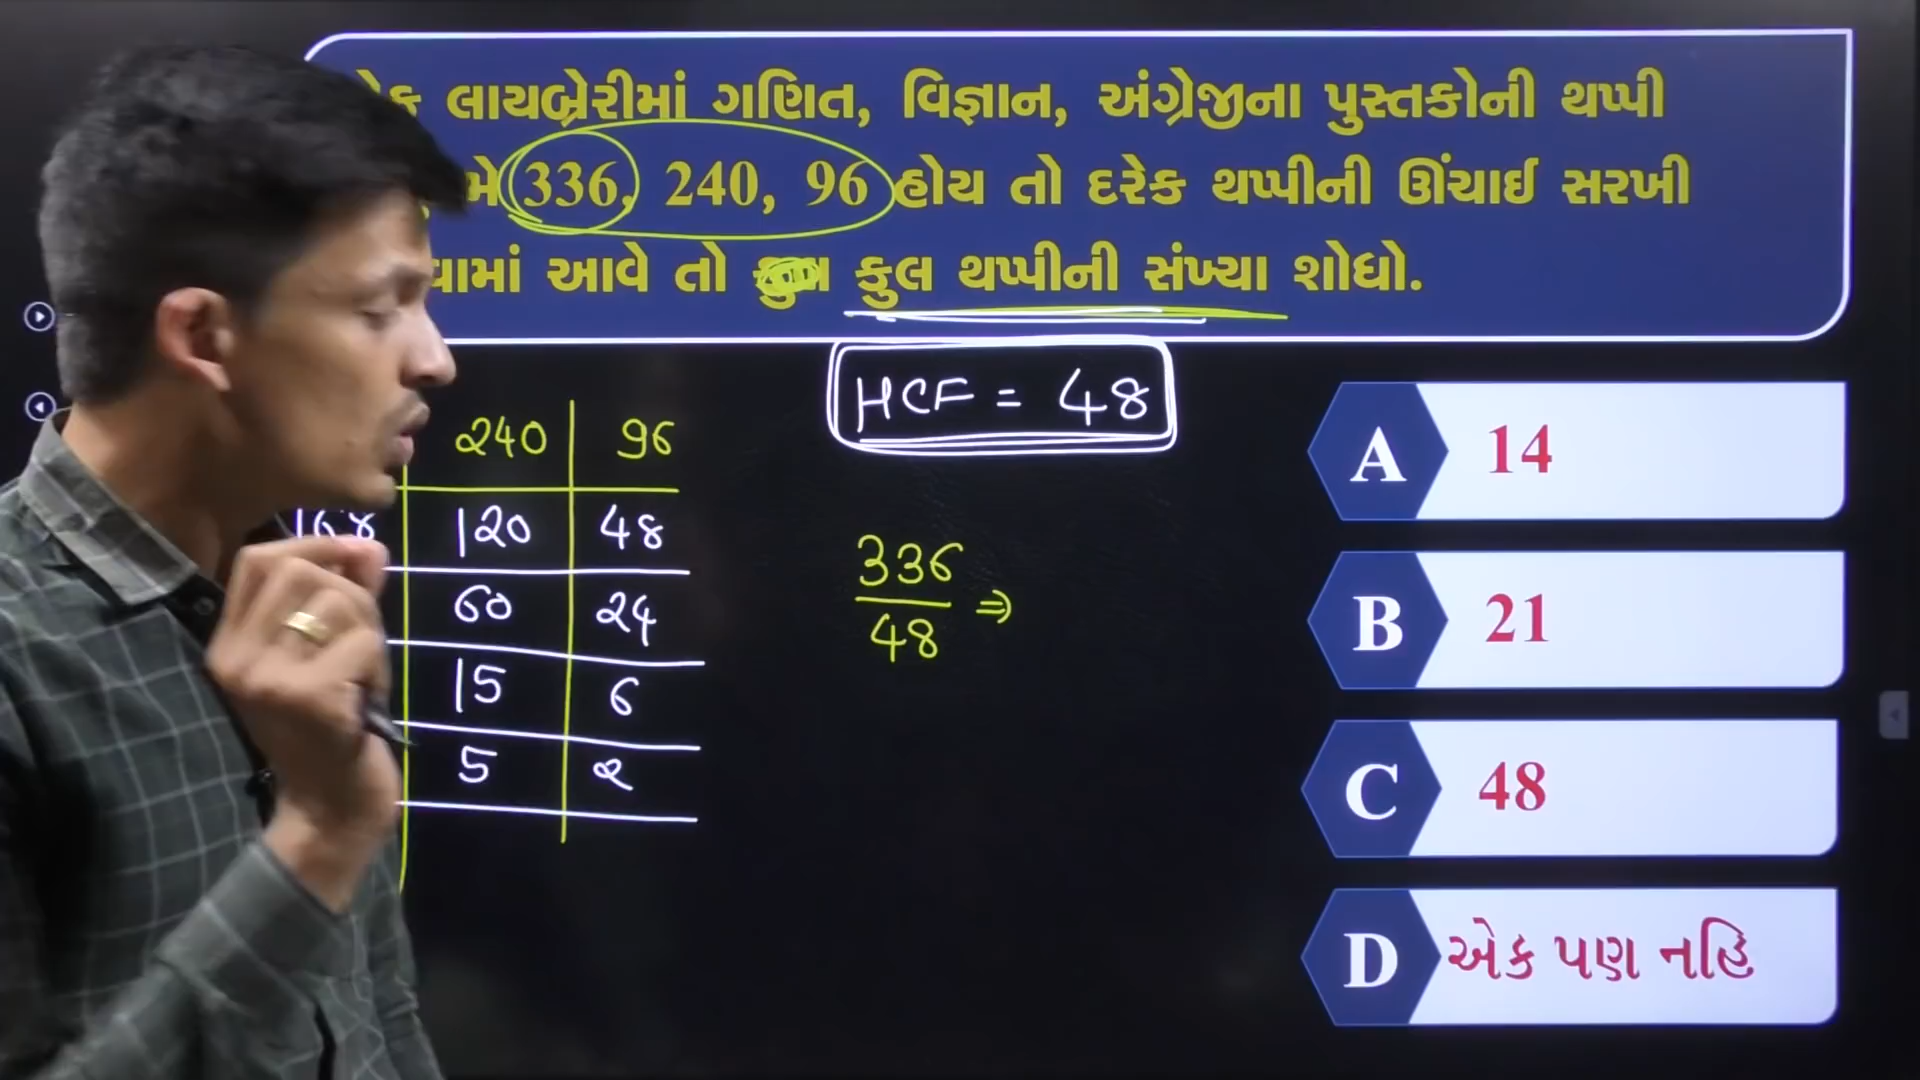 લાયબ્રેરીમાં ગણિત, વિજ્ઞાન, અંગ્રેજીના પુસ્તકોની થપ્પી
336, 240, 96 હોય તો દરેક થપ્પીની ઊંચાઈ સરખી
આવે તો કુલ થપ્પીની સંખ્યા શોધો.
HCF = 48
240 96
168 120 48
60 24
15 6
5 2
336
48 ⇒
A 14
B 21
C 48
D એક પણ નહિ